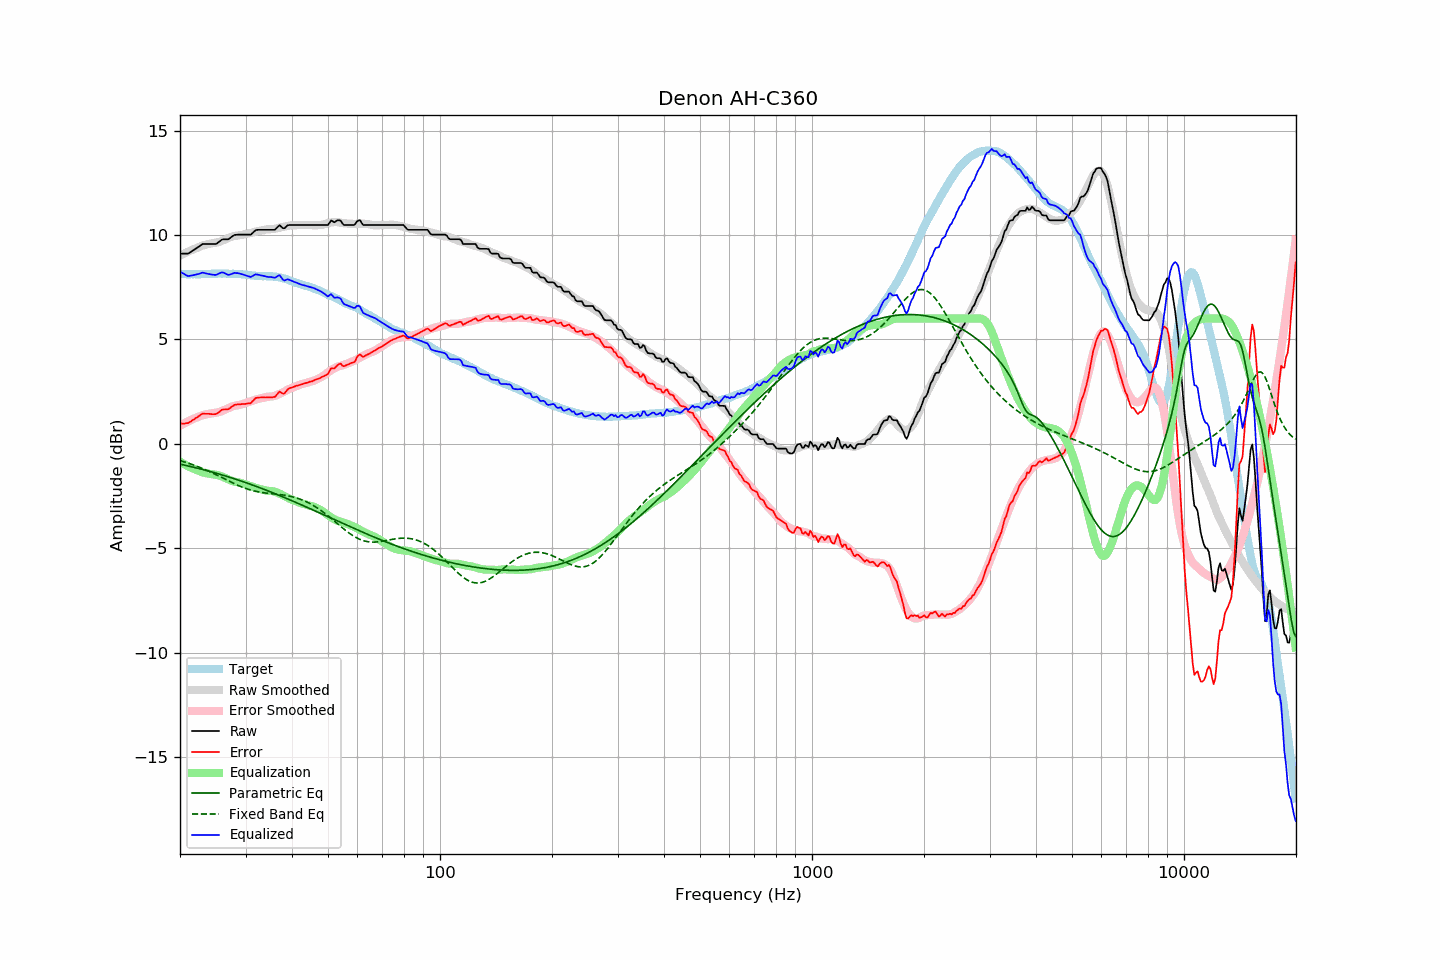 Denon AH-C360
15
10
5
0
−5
−10
−15
Amplitude (dBr)
100
1000
10000
Frequency (Hz)
Target
Raw Smoothed
Error Smoothed
Raw
Error
Equalization
Parametric Eq
Fixed Band Eq
Equalized